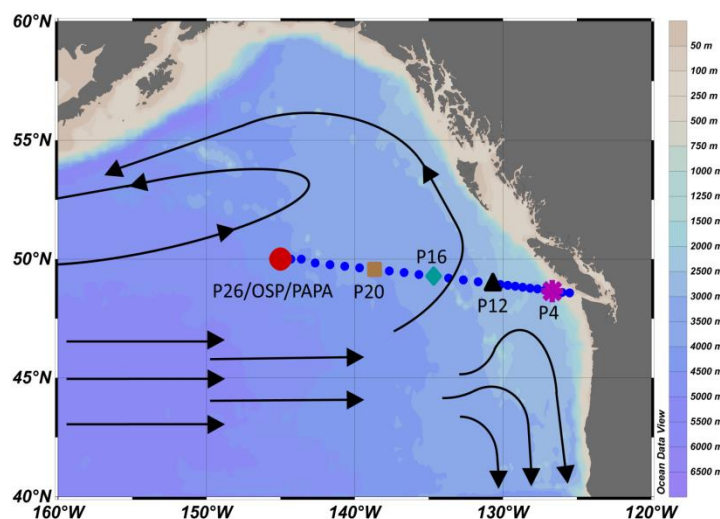 60°N
55°N
50°N
45°N
40°N
160°W
150°W
140°W
130°W
120°W
P26/OSP/PAPA
P20
P16
P12
P4
50 m
100 m
250 m
500 m
750 m
1000 m
1250 m
1500 m
1750 m
2000 m
2500 m
3000 m
3500 m
4000 m
4500 m
5000 m
5500 m
6000 m
6500 m
Ocean Data View